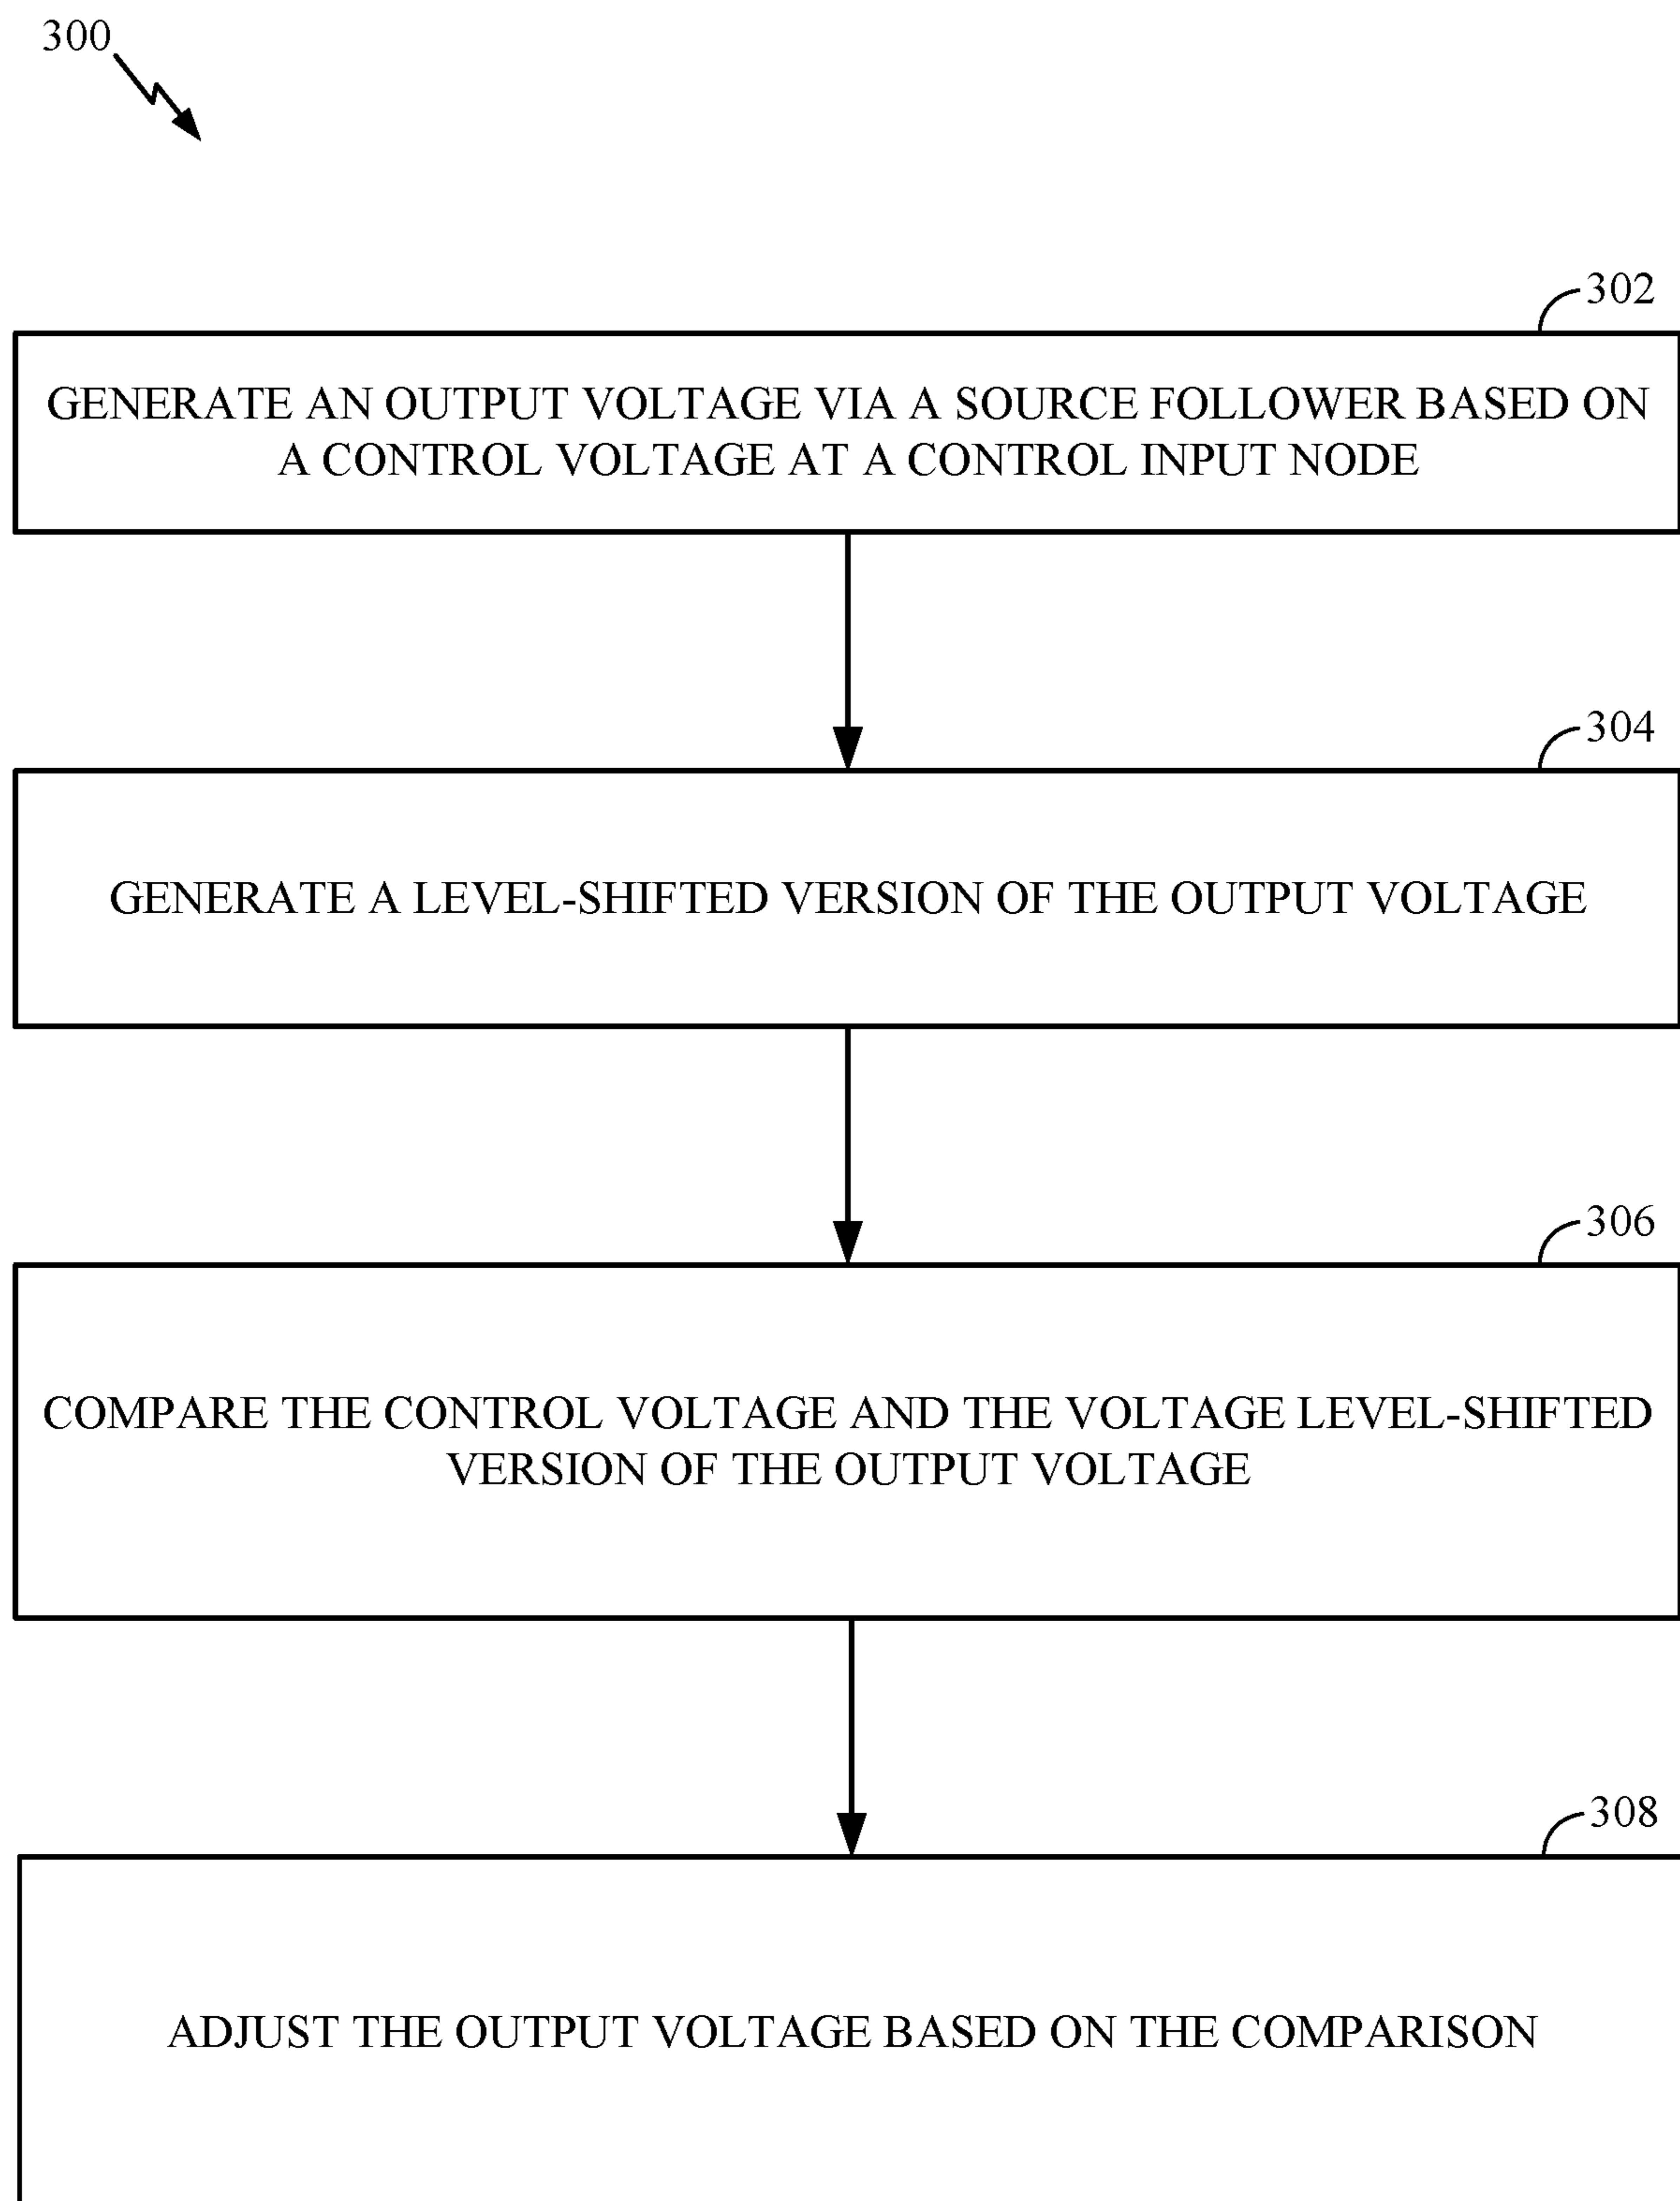 300
302
GENERATE AN OUTPUT VOLTAGE VIA A SOURCE FOLLOWER BASED ON
A CONTROL VOLTAGE AT A CONTROL INPUT NODE
304
GENERATE A LEVEL-SHIFTED VERSION OF THE OUTPUT VOLTAGE
306
COMPARE THE CONTROL VOLTAGE AND THE VOLTAGE LEVEL-SHIFTED
VERSION OF THE OUTPUT VOLTAGE
308
ADJUST THE OUTPUT VOLTAGE BASED ON THE COMPARISON